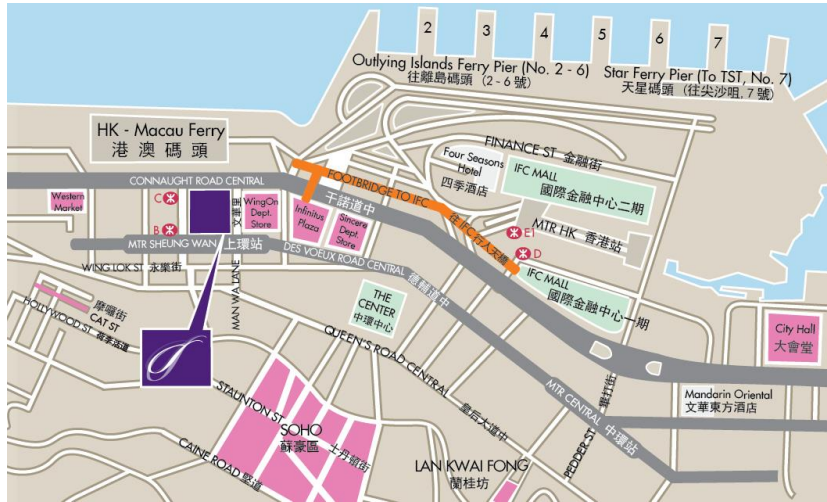 2
3
4
5
6
7
Outlying Islands Ferry Pier (No. 2 - 6)
往離島碼頭 (2 - 6 號)
Star Ferry Pier (To TST, No. 7)
天星碼頭 (往尖沙咀, 7 號)
HK - Macau Ferry
港 澳 碼 頭
FINANCE ST 金融街
Four Seasons
Hotel
四季酒店
IFC MALL
國際金融中心二期
CONNAUGHT ROAD CENTRAL
干諾道中
FOOTBRIDGE TO IFC
往 IFC 行人天橋
MTR HK 香港站
Western
Market
C
B
文華里
WingOn
Dept.
Store
Infinitus
Plaza
Sincere
Dept.
Store
E1
D
IFC MALL
國際金融中心一期
MTR SHEUNG WAN 上環站
DES VOEUX ROAD CENTRAL 德輔道中
WING LOK ST 永樂街
MAN WA LANE
THE
CENTER
中環中心
City Hall
大會堂
摩囉街
CAT ST
HOLLYWOOD ST 荷李活道
QUEEN'S ROAD CENTRAL 皇后大道中
MTR CENTRAL 中環站
PEDDER ST 畢打街
Mandarin Oriental
文華東方酒店
STAUNTON ST 士丹頓街
SOHO
蘇豪區
CAINE ROAD 堅道
LAN KWAI FONG
蘭桂坊